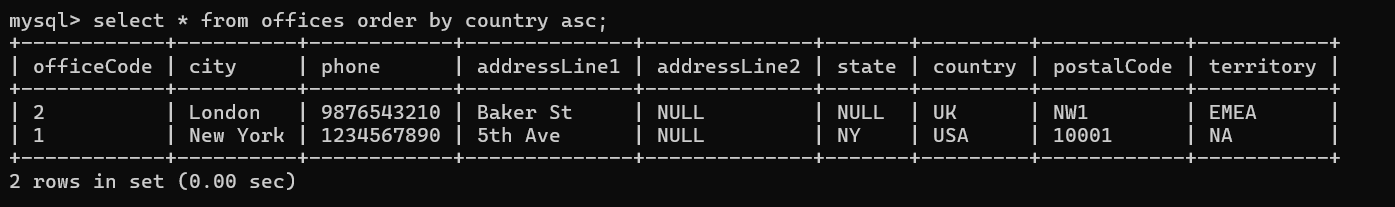 mysql> select * from offices order by country asc;
+------------+----------+------------+--------------+--------------+-------+---------+------------+-----------+
| officeCode | city     | phone      | addressLine1 | addressLine2 | state | country | postalCode | territory |
+------------+----------+------------+--------------+--------------+-------+---------+------------+-----------+
| 2          | London   | 9876543210 | Baker St     | NULL         | NULL  | UK      | NW1        | EMEA      |
| 1          | New York | 1234567890 | 5th Ave      | NULL         | NY    | USA     | 10001      | NA        |
+------------+----------+------------+--------------+--------------+-------+---------+------------+-----------+
2 rows in set (0.00 sec)